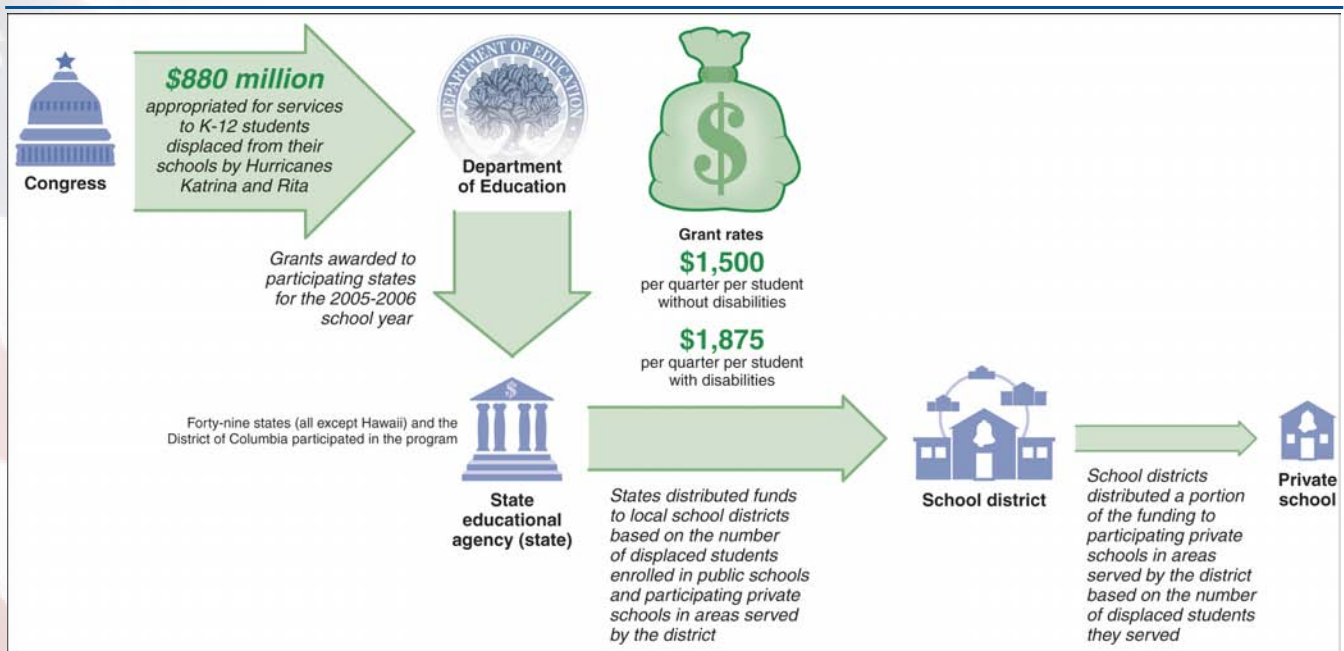 Congress
$880 million
appropriated for services
to K-12 students
displaced from their
schools by Hurricanes
Katrina and Rita
DEPARTMENT OF EDUCATION
Department
of Education
$
Grant rates
$1,500
per quarter per student
without disabilities
$1,875
per quarter per student
with disabilities
Grants awarded to
participating states
for the 2005-2006
school year
Forty-nine states (all except Hawaii) and the
District of Columbia participated in the program
$
State
educational
agency (state)
States distributed funds
to local school districts
based on the number
of displaced students
enrolled in public schools
and participating private
schools in areas served
by the district
School district
School districts
distributed a portion
of the funding to
participating private
schools in areas
served by the district
based on the number
of displaced students
they served
Private
school